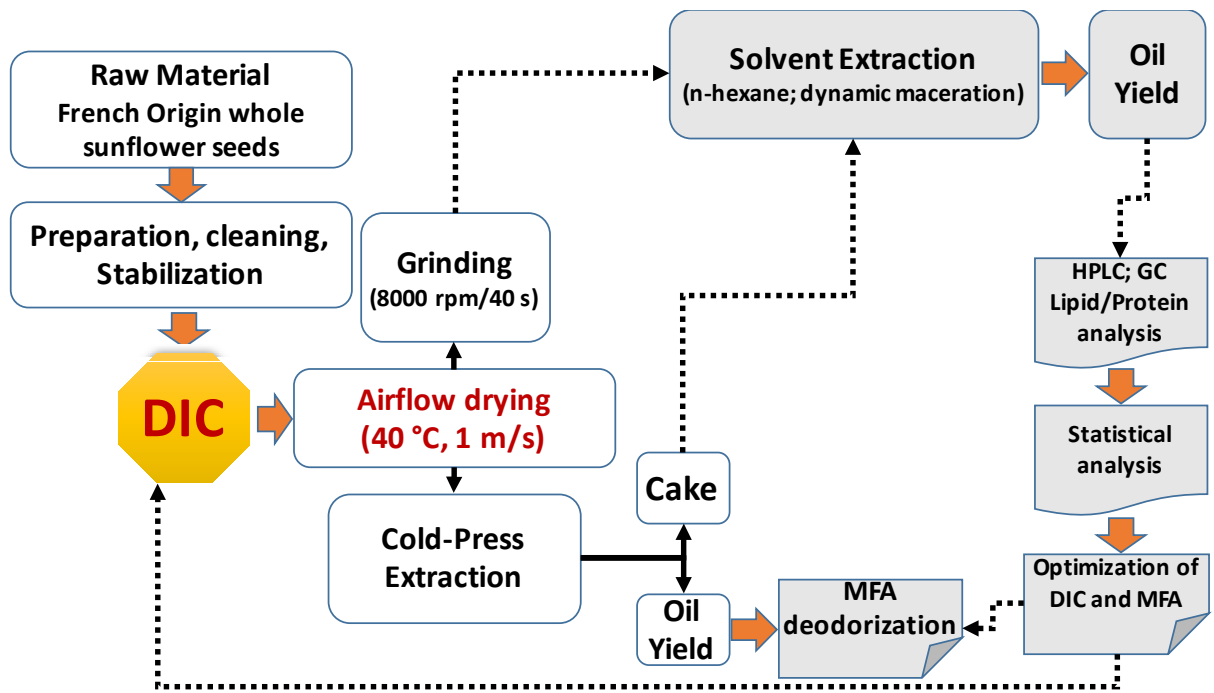 Raw Material
French Origin whole
sunflower seeds
Preparation, cleaning,
Stabilization
DIC
Airflow drying
(40 °C, 1 m/s)
Grinding
(8000 rpm/40 s)
Cold-Press
Extraction
Cake
Oil
Yield
MFA
deodorization
Solvent Extraction
(n-hexane; dynamic maceration)
Oil
Yield
HPLC; GC
Lipid/Protein
analysis
Statistical
analysis
Optimization of
DIC and MFA